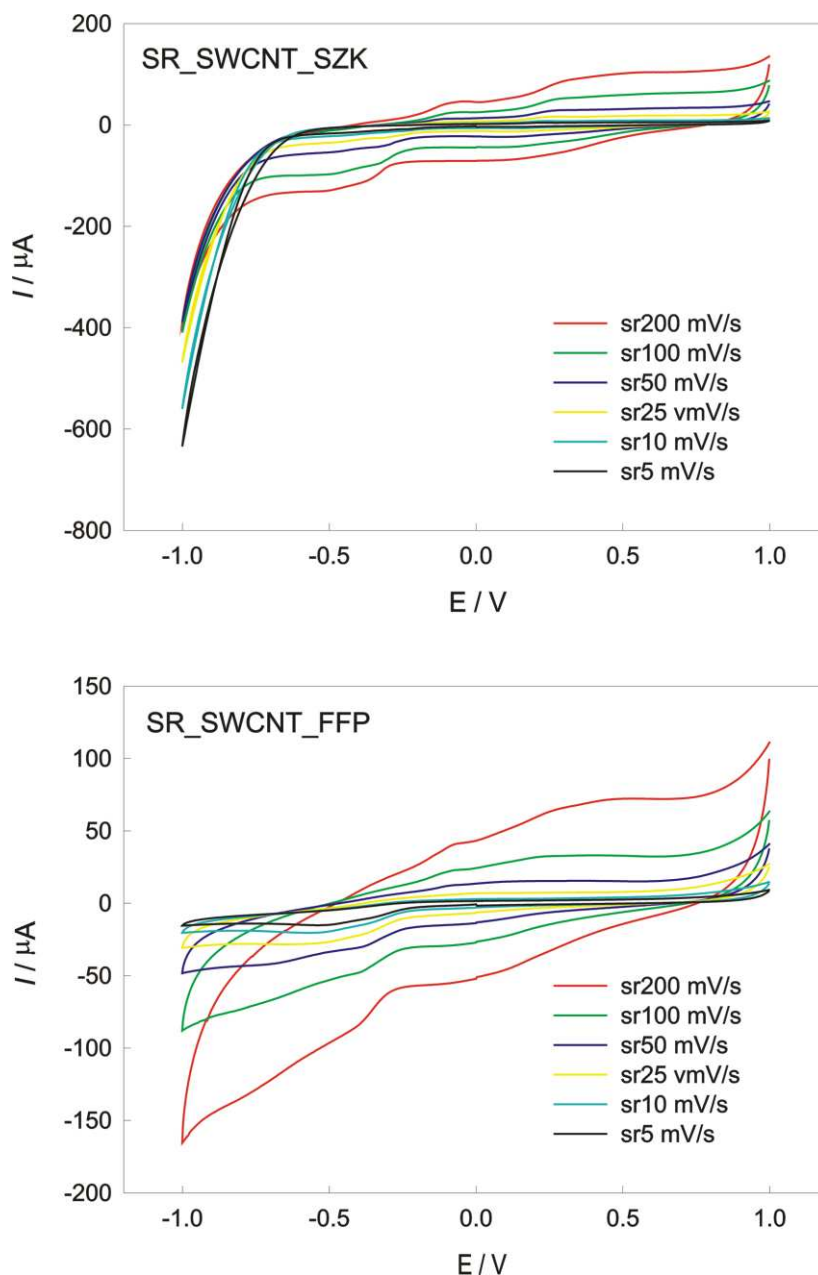 200
SR_SWCNT_SZK
0
-200
I / μA
-400
-600
-800
sr200 mV/s
sr100 mV/s
sr50 mV/s
sr25 vmV/s
sr10 mV/s
sr5 mV/s
-1.0 -0.5 0.0 0.5 1.0
E / V
150
SR_SWCNT_FFP
100
50
0
I / μA
-50
-100
-150
-200
sr200 mV/s
sr100 mV/s
sr50 mV/s
sr25 vmV/s
sr10 mV/s
sr5 mV/s
-1.0 -0.5 0.0 0.5 1.0
E / V